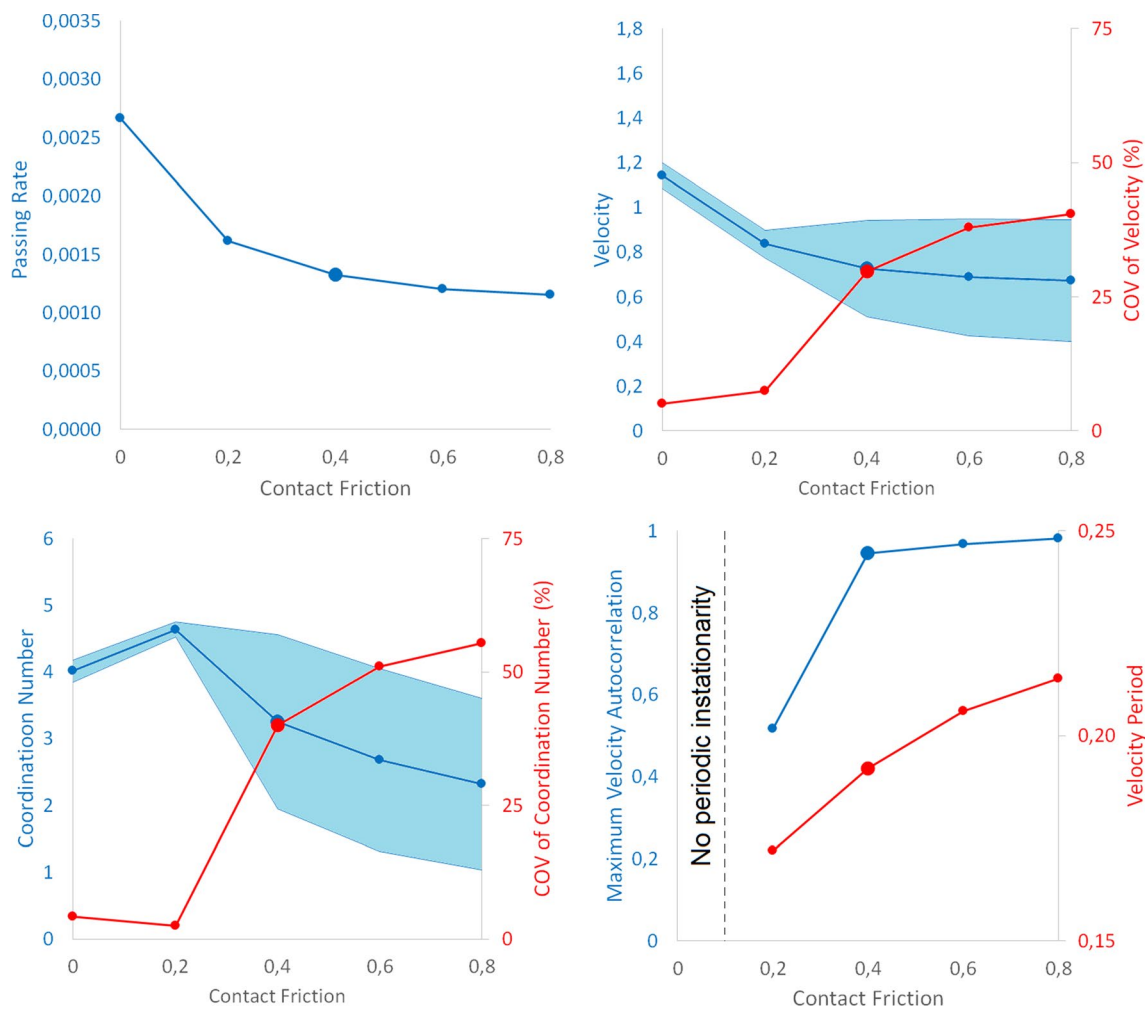 Passing Rate
0,0035
0,0030
0,0025
0,0020
0,0015
0,0010
0,0005
0,0000
0 0,2 0,4 0,6 0,8
Contact Friction
Velocity
1,8
1,6
1,4
1,2
1
0,8
0,6
0,4
0,2
0
75
50
25
0
COV of Velocity (%)
0 0,2 0,4 0,6 0,8
Contact Friction
Coordinatioon Number
6
5
4
3
2
1
0
75
50
25
0
COV of Coordination Number (%)
0 0,2 0,4 0,6 0,8
Contact Friction
Maximum Velocity Autocorrelation
1
0,8
0,6
0,4
0,2
0
No periodic instationarity
0,25
0,20
0,15
Velocity Period
0 0,2 0,4 0,6 0,8
Contact Friction